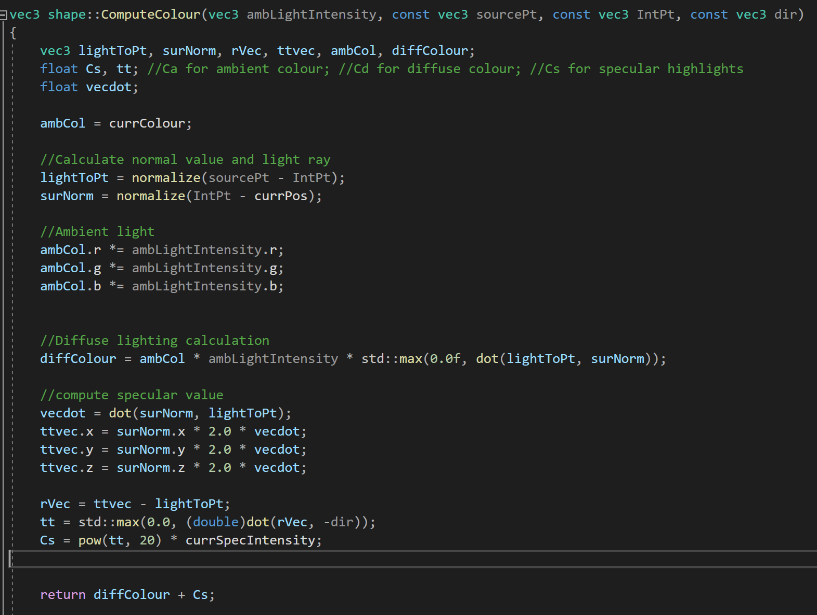 vec3 shape::ComputeColour(vec3 ambLightIntensity, const vec3 sourcePt, const vec3 IntPt, const vec3 dir)
{
vec3 lightToPt, surNorm, rVec, ttvec, ambCol, diffColour;
float Cs, tt; //Ca for ambient colour; //Cd for diffuse colour; //Cs for specular highlights
float vecdot;
ambCol = currColour;
//Calculate normal value and light ray
lightToPt = normalize(sourcePt - IntPt);
surNorm = normalize(IntPt - currPos);
//Ambient light
ambCol.r *= ambLightIntensity.r;
ambCol.g *= ambLightIntensity.g;
ambCol.b *= ambLightIntensity.b;
//Diffuse lighting calculation
diffColour = ambCol * ambLightIntensity * std::max(0.0f, dot(lightToPt, surNorm));
//compute specular value
vecdot = dot(surNorm, lightToPt);
ttvec.x = surNorm.x * 2.0 * vecdot;
ttvec.y = surNorm.y * 2.0 * vecdot;
ttvec.z = surNorm.z * 2.0 * vecdot;
rVec = ttvec - lightToPt;
tt = std::max(0.0, (double)dot(rVec, -dir));
Cs = pow(tt, 20) * currSpecIntensity;
return diffColour + Cs;